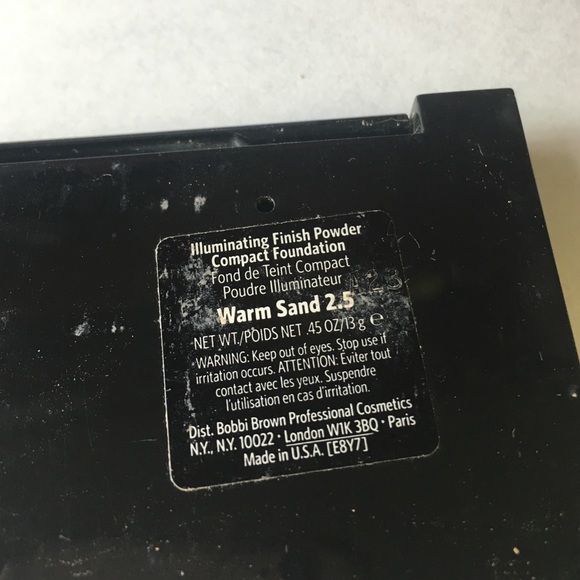 Illuminating Finish Powder
Compact Foundation
Fond de Teint Compact
Poudre Illuminateur
Warm Sand 2.5
NET WT./POIDS NET .45 OZ/13 g ℮
WARNING: Keep out of eyes. Stop use if
irritation occurs. ATTENTION: Éviter tout
contact avec les yeux. Suspendre
l'utilisation en cas d'irritation.
Dist. Bobbi Brown Professional Cosmetics
N.Y., N.Y. 10022 · London W1K 3BQ · Paris
Made in U.S.A. [E8Y7]